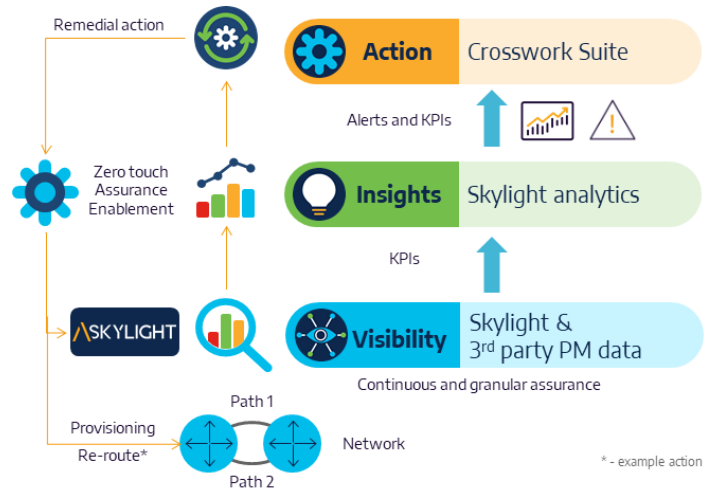 Remedial action
Action
Crosswork Suite
Alerts and KPIs
Zero touch
Assurance
Enablement
Insights
Skylight analytics
KPIs
SKYLIGHT
Visibility
Skylight &
3rd party PM data
Continuous and granular assurance
Path 1
Provisioning
Re-route*
Network
Path 2
* - example action